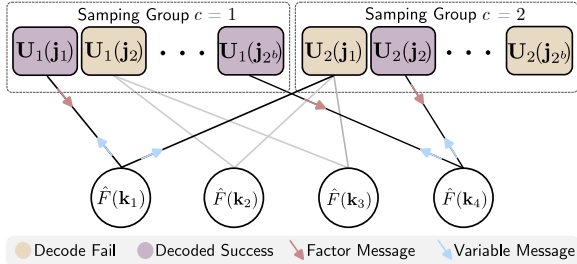 Samping Group c = 1
Samping Group c = 2
U₁(j₁) U₁(j₂) · · · U₁(j₂ᵇ) U₂(j₁) U₂(j₂) · · · U₂(j₂ᵇ)
F̂(k₁) F̂(k₂) F̂(k₃) F̂(k₄)
Decode Fail Decoded Success Factor Message Variable Message